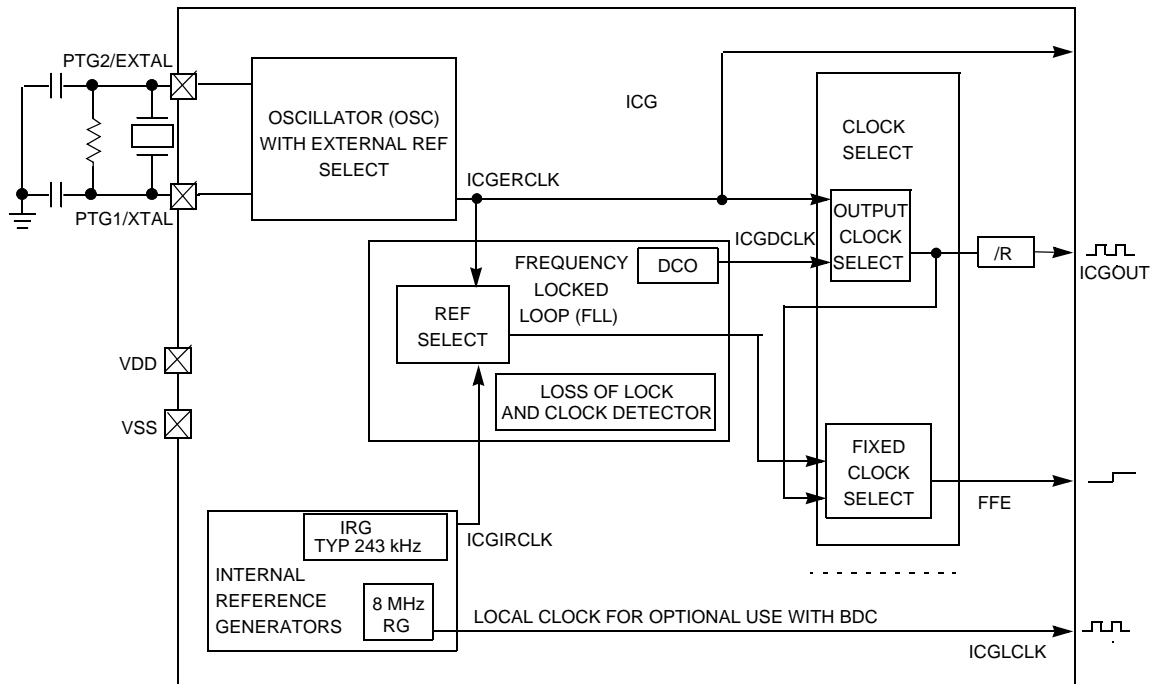 PTG2/EXTAL
OSCILLATOR (OSC)
WITH EXTERNAL REF
SELECT
ICG
CLOCK
SELECT
PTG1/XTAL
ICGERCLK
OUTPUT
CLOCK
SELECT
ICGDCLK
/R
ICGOUT
FREQUENCY
LOCKED
LOOP (FLL)
DCO
REF
SELECT
VDD
LOSS OF LOCK
AND CLOCK DETECTOR
VSS
FIXED
CLOCK
SELECT
FFE
IRG
TYP 243 kHz
ICGIRCLK
INTERNAL
REFERENCE
GENERATORS
8 MHz
RG
LOCAL CLOCK FOR OPTIONAL USE WITH BDC
ICGLCLK